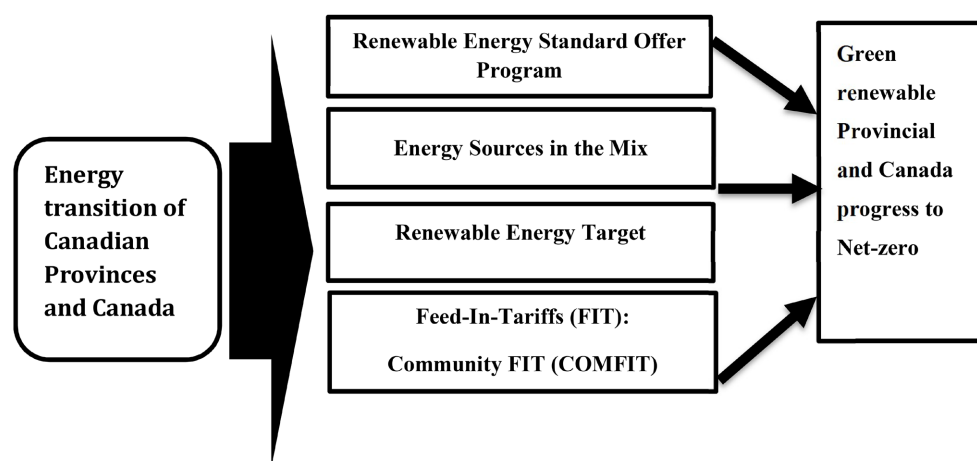 Energy
transition of
Canadian
Provinces
and Canada
Renewable Energy Standard Offer
Program
Energy Sources in the Mix
Renewable Energy Target
Feed-In-Tariffs (FIT):
Community FIT (COMFIT)
Green
renewable
Provincial
and Canada
progress to
Net-zero